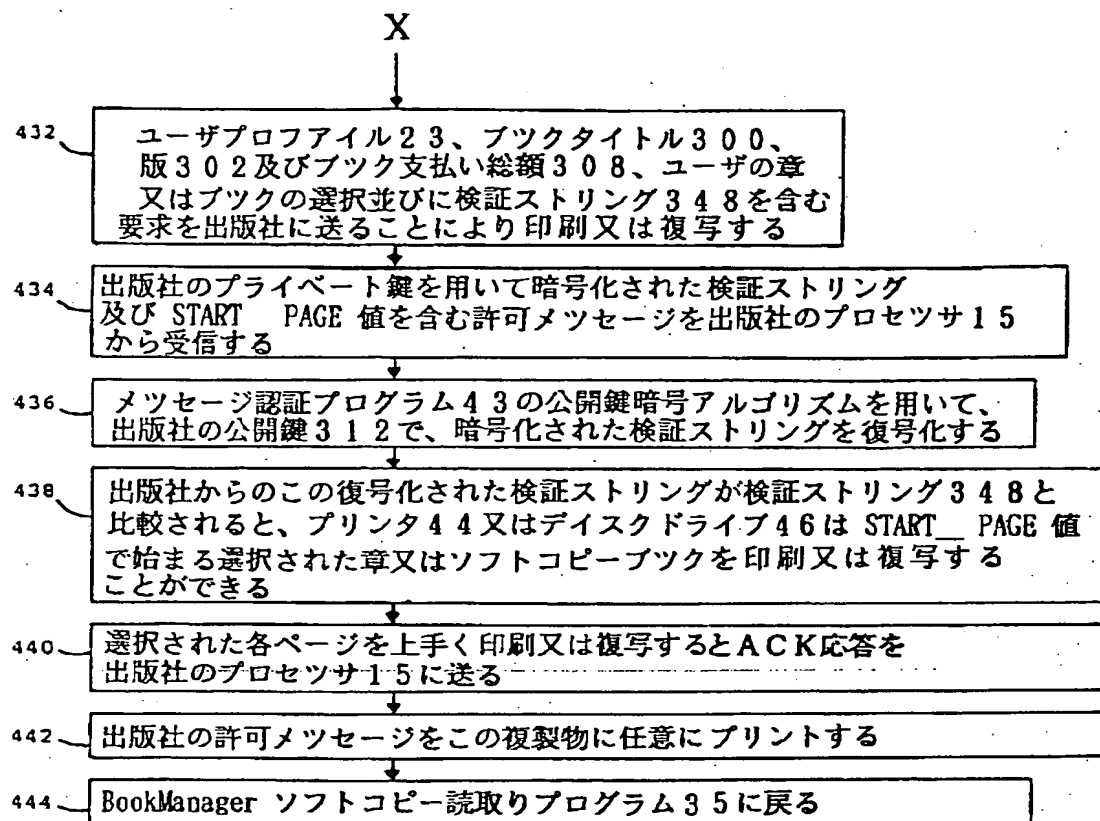 X
432
ユーザプロフアイル23、ブツクタイトル300、
版302及びブツク支払い総額308、ユーザの章
又はブツクの選択並びに検証ストリング348を含む
要求を出版社に送ることにより印刷又は複写する
434
出版社のプライベート鍵を用いて暗号化された検証ストリング
及び START__PAGE 値を含む許可メツセージを出版社のプロセツサ15
から受信する
436
メツセージ認証プログラム43の公開鍵暗号アルゴリズムを用いて、
出版社の公開鍵312で、暗号化された検証ストリングを復号化する
438
出版社からのこの復号化された検証ストリングが検証ストリング348と
比較されると、プリンタ44又はデイスクドライブ46は START__ PAGE 値
で始まる選択された章又はソフトコピーブツクを印刷又は複写する
ことができる
440
選択された各ページを上手く印刷又は複写するとACK応答を
出版社のプロセツサ15に送る
442
出版社の許可メツセージをこの複製物に任意にプリントする
444
BookManager ソフトコピー読取りプログラム35に戻る